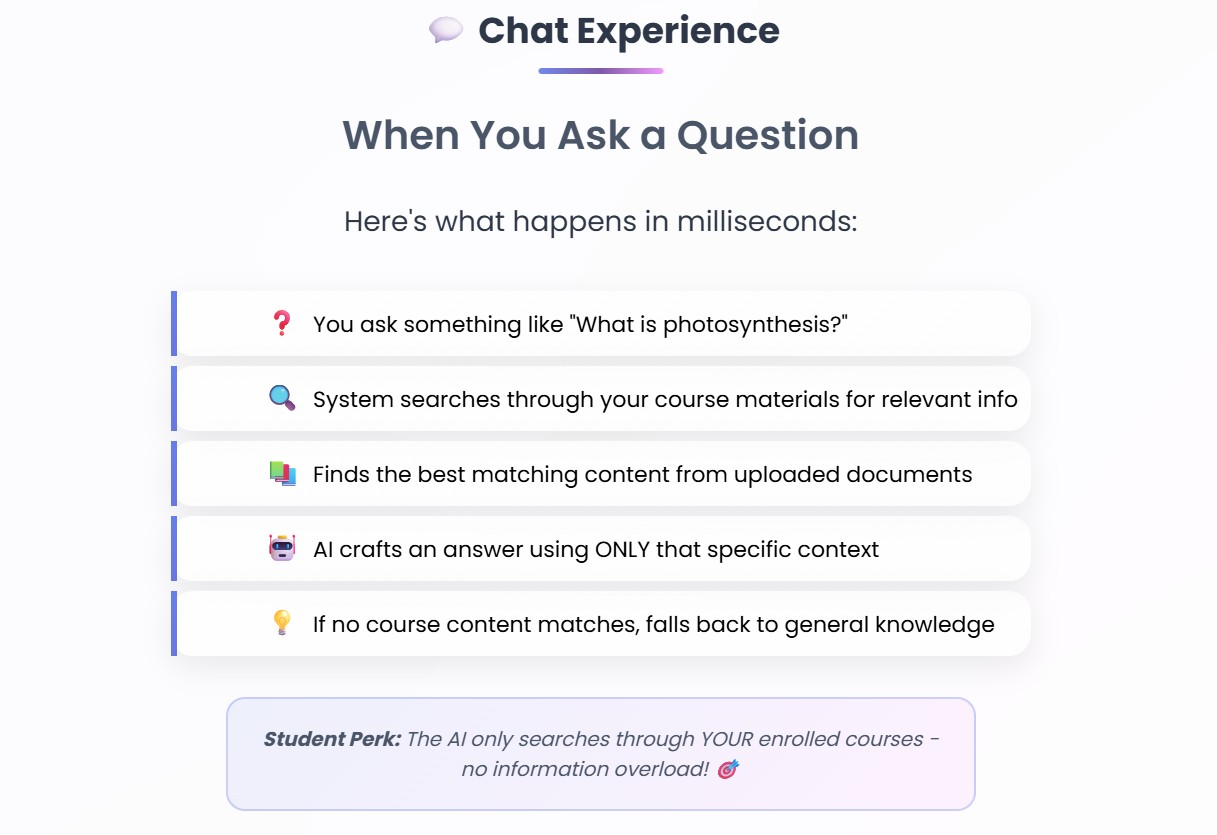 Chat Experience
When You Ask a Question
Here's what happens in milliseconds:
You ask something like "What is photosynthesis?"
System searches through your course materials for relevant info
Finds the best matching content from uploaded documents
AI crafts an answer using ONLY that specific context
If no course content matches, falls back to general knowledge
Student Perk: The AI only searches through YOUR enrolled courses -
no information overload! 🎯